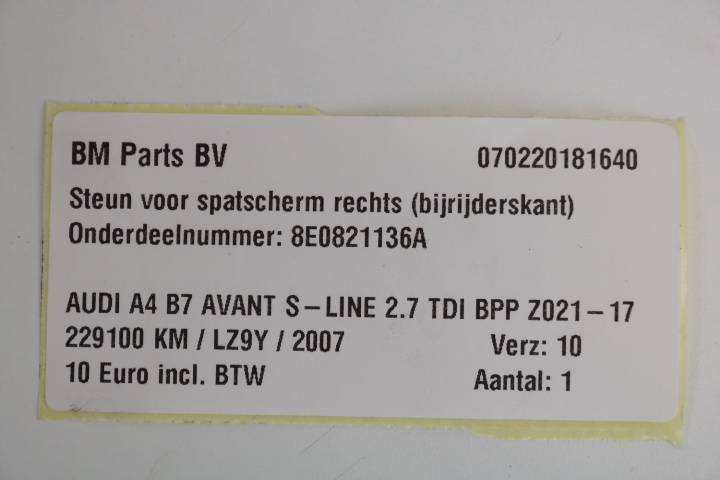 BM Parts BV 070220181640
Steun voor spatscherm rechts (bijrijderskant)
Onderdeelnummer: 8E0821136A
AUDI A4 B7 AVANT S-LINE 2.7 TDI BPP Z021-17
229100 KM / LZ9Y / 2007 Verz: 10
10 Euro incl. BTW Aantal: 1